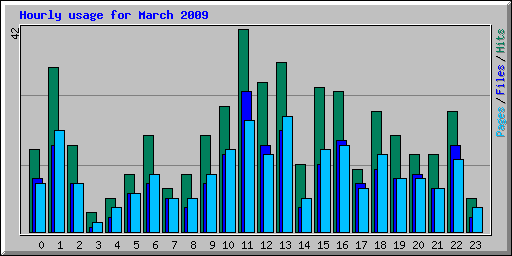 Hourly usage for March 2009
42
Pages / Files / Hits
0 1 2 3 4 5 6 7 8 9 10 11 12 13 14 15 16 17 18 19 20 21 22 23